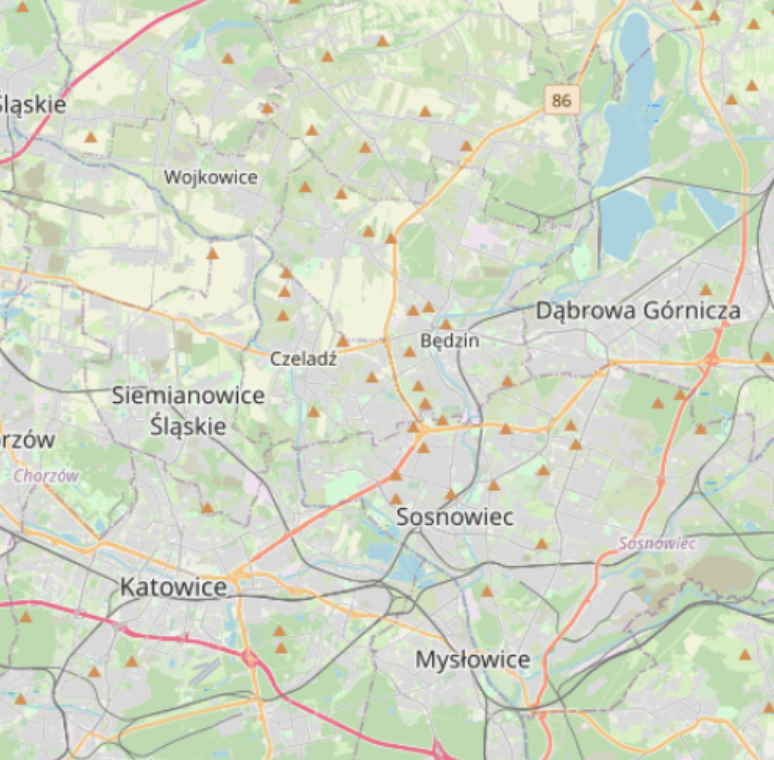 86
Śląskie
Wojkowice
Dąbrowa Górnicza
Będzin
Czeladź
Siemianowice
Śląskie
rzów
Chorzów
Sosnowiec
Sosnowiec
Katowice
Mysłowice